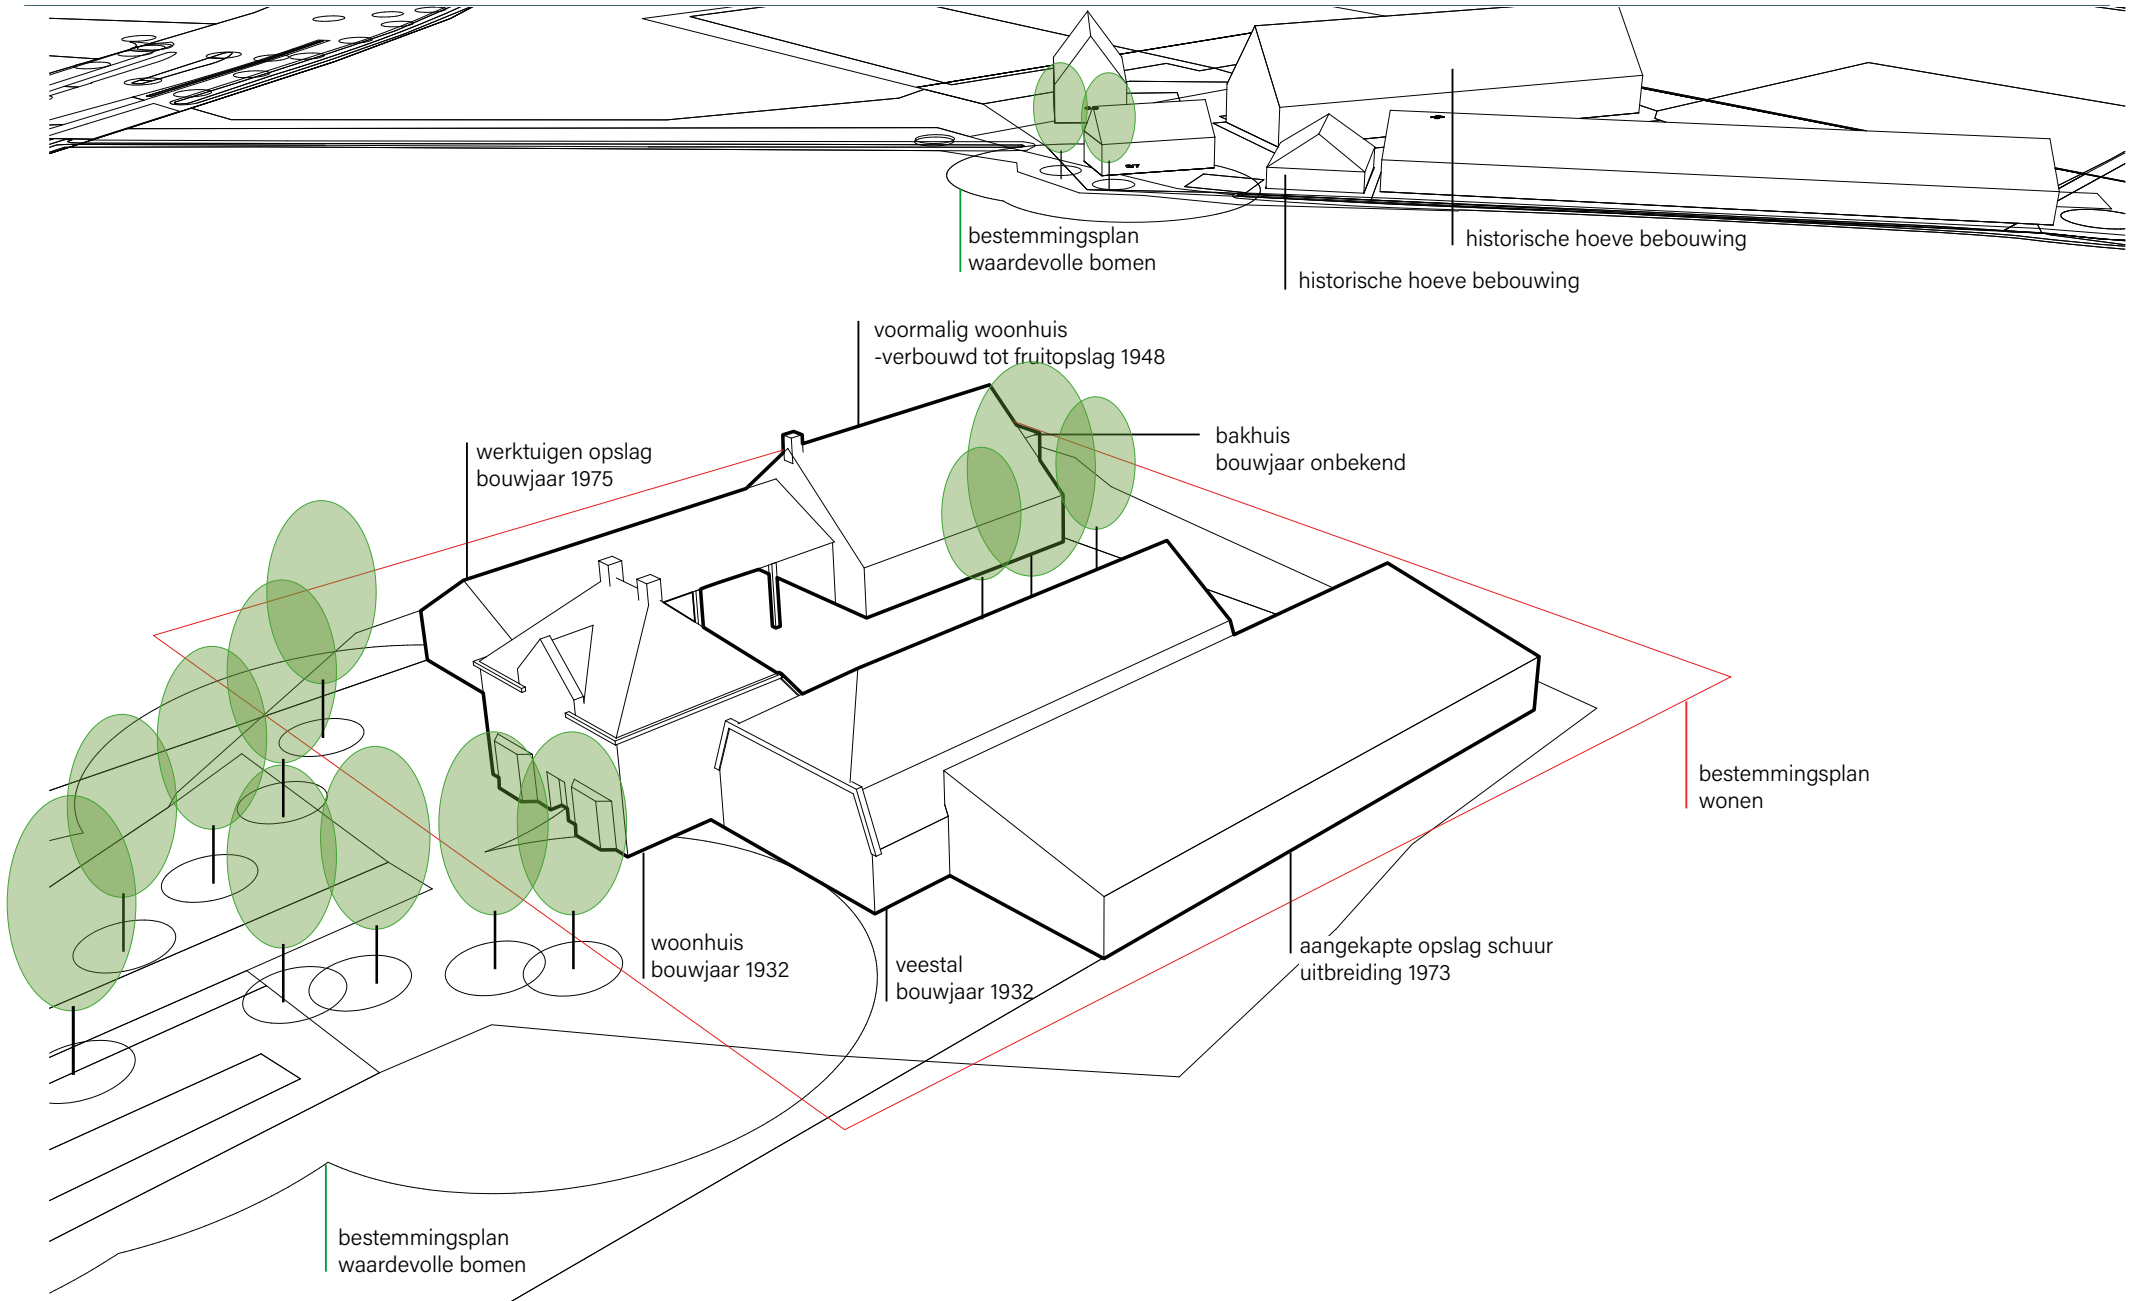 bestemmingsplan
waardevolle bomen
historische hoeve bebouwing
historische hoeve bebouwing
voormalig woonhuis
-verbouwd tot fruitopslag 1948
bakhuis
bouwjaar onbekend
werktuigen opslag
bouwjaar 1975
bestemmingsplan
wonen
woonhuis
bouwjaar 1932
veestal
bouwjaar 1932
aangekapte opslag schuur
uitbreiding 1973
bestemmingsplan
waardevolle bomen